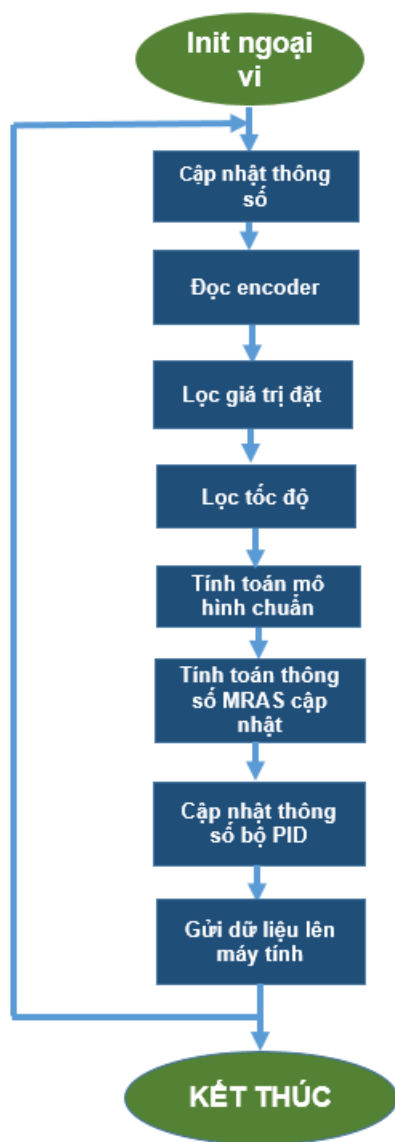 Init ngoại
vi
Cập nhật thông
số
Đọc encoder
Lọc giá trị đặt
Lọc tốc độ
Tính toán mô
hình chuẩn
Tính toán thông
số MRAS cập
nhật
Cập nhật thông
số bộ PID
Gửi dữ liệu lên
máy tính
KẾT THÚC